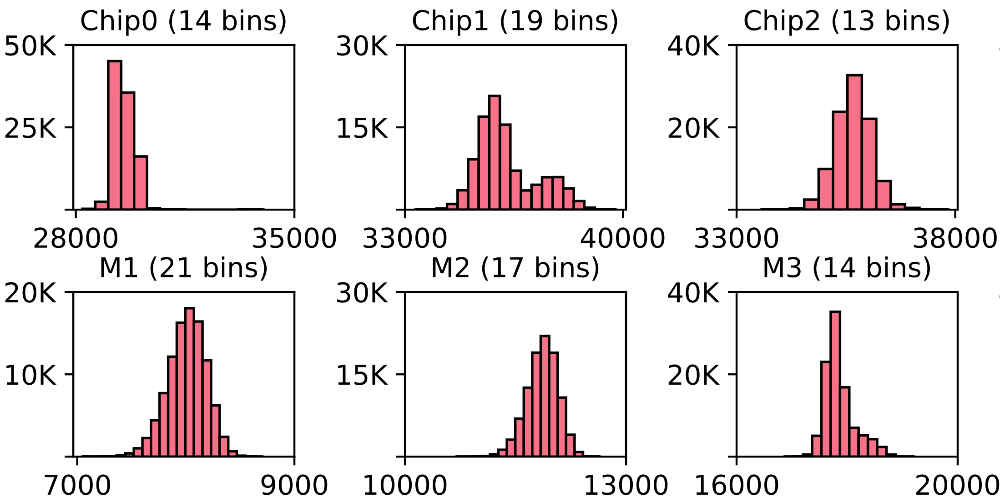 Chip0 (14 bins)
50K
25K
28000
35000
Chip1 (19 bins)
30K
15K
33000
40000
Chip2 (13 bins)
40K
20K
33000
38000
M1 (21 bins)
20K
10K
7000
9000
M2 (17 bins)
30K
15K
10000
13000
M3 (14 bins)
40K
20K
16000
20000